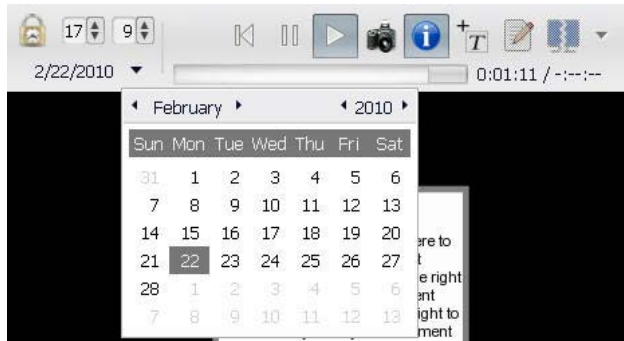 17 9 +T
2/22/2010 0:01:11 / -:--:--
February 2010
Sun Mon Tue Wed Thu Fri Sat
31 1 2 3 4 5 6
7 8 9 10 11 12 13
14 15 16 17 18 19 20
ere to
21 22 23 24 25 26 27
e right
28 1 2 3 4 5 6
ent
7 8 9 10 11 12 13
ight to
ment